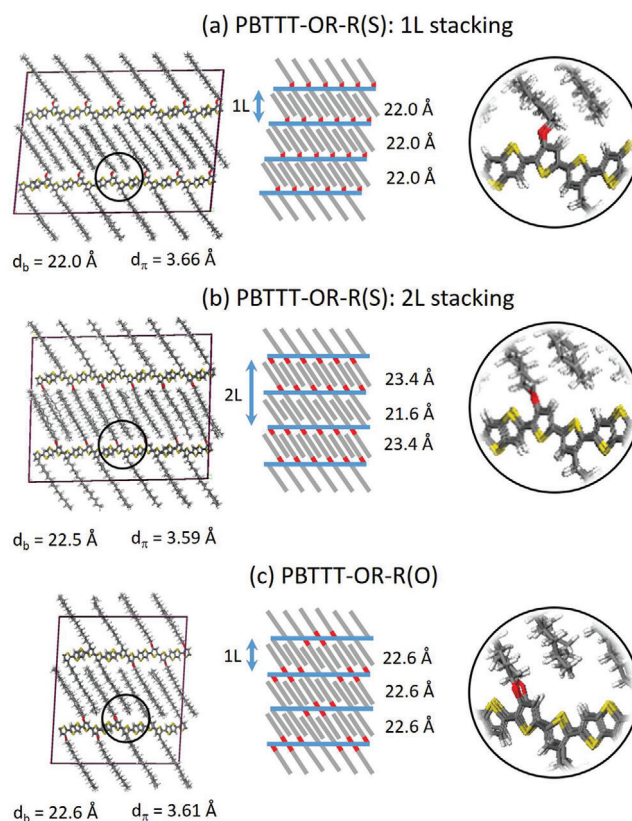 (a) PBTTT-OR-R(S): 1L stacking
1L
22.0 Å
22.0 Å
22.0 Å
d_b = 22.0 Å d_π = 3.66 Å
(b) PBTTT-OR-R(S): 2L stacking
2L
23.4 Å
21.6 Å
23.4 Å
d_b = 22.5 Å d_π = 3.59 Å
(c) PBTTT-OR-R(O)
1L
22.6 Å
22.6 Å
22.6 Å
d_b = 22.6 Å d_π = 3.61 Å